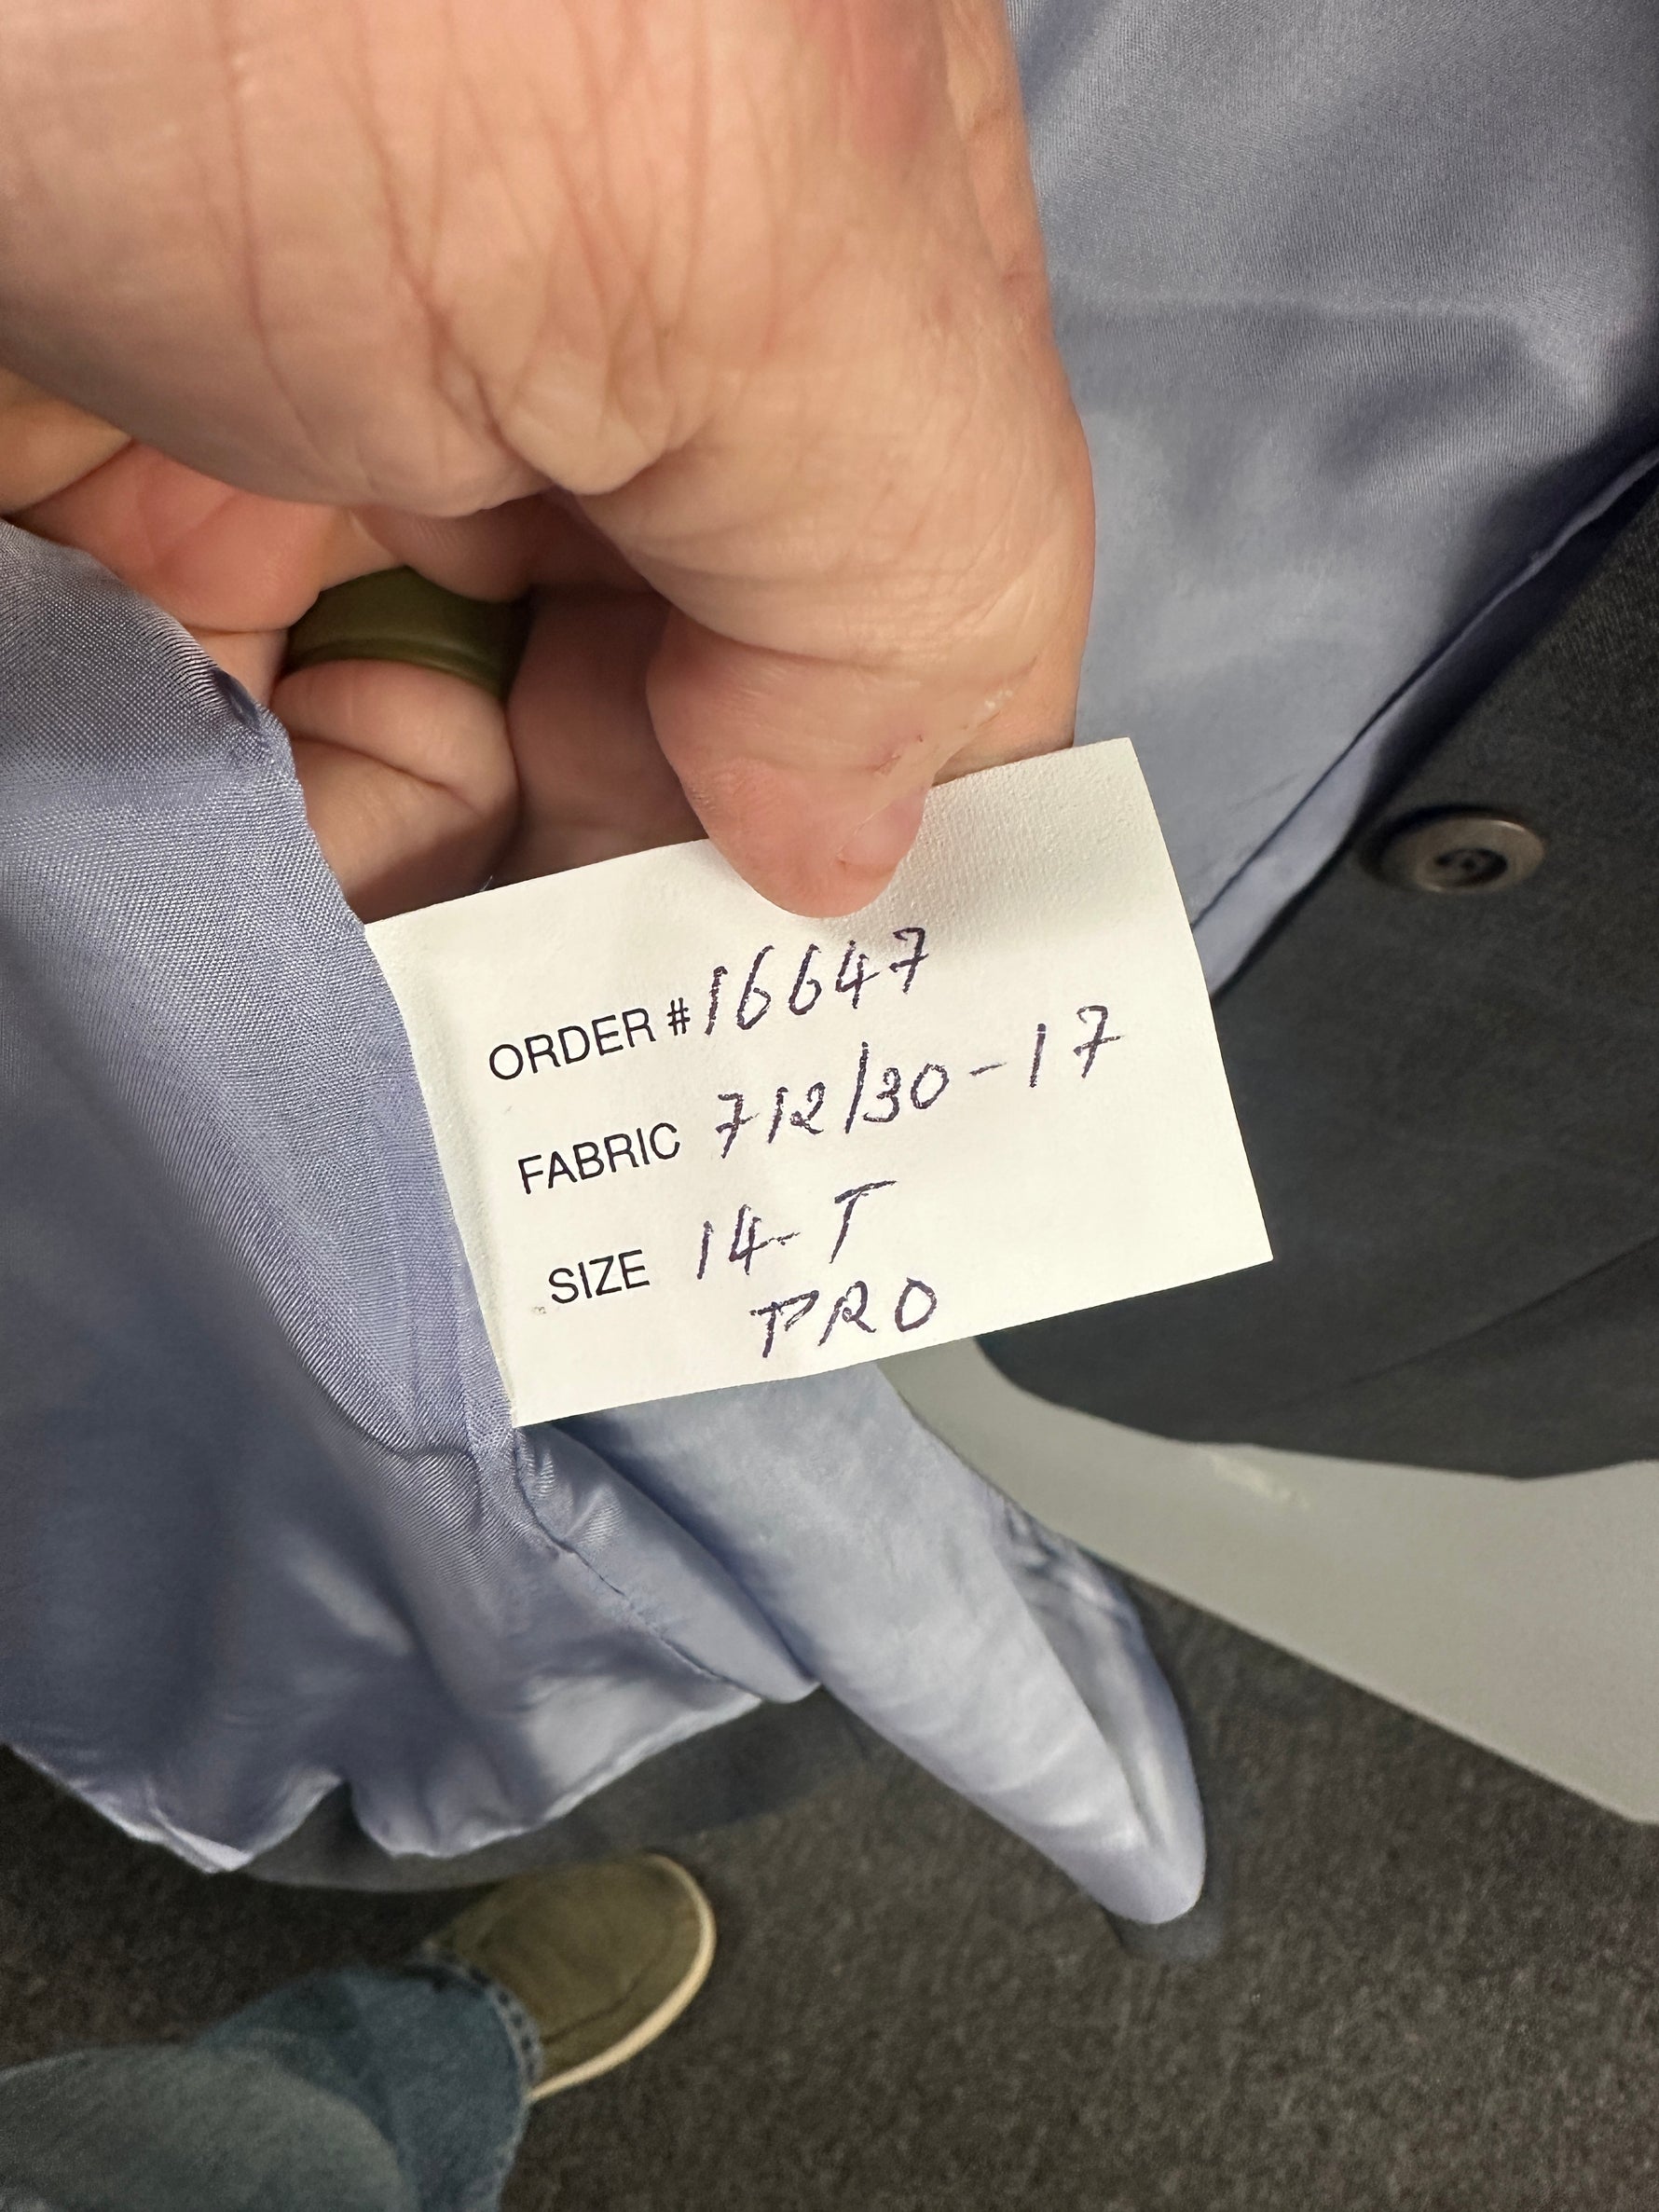 ORDER # 16647
FABRIC 712/30-17
SIZE 14-T
PRO